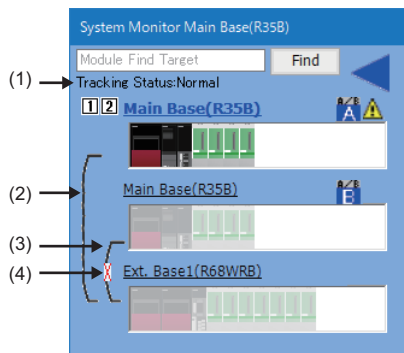 System Monitor Main Base(R35B)
Module Find Target Find
(1) Tracking Status:Normal
1 2 Main Base(R35B) A/B A
(2) Main Base(R35B) A/B B
(3)
(4) Ext. Base1(R68WRB)